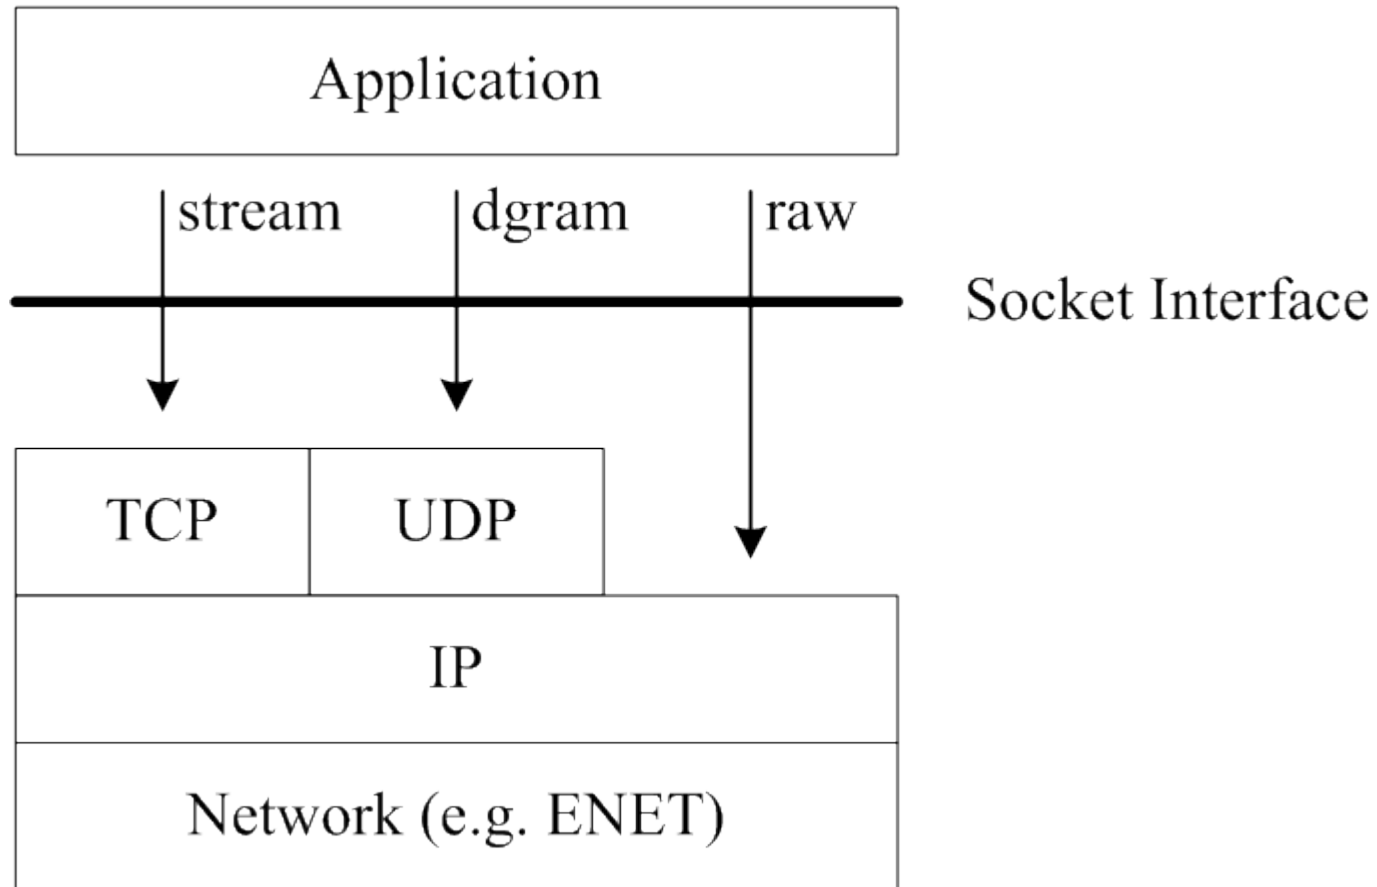 Application
stream
dgram
raw
Socket Interface
TCP
UDP
IP
Network (e.g. ENET)